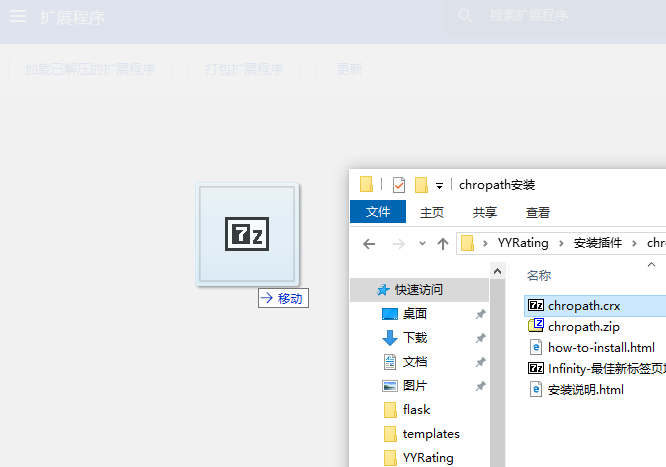 扩展程序
搜索扩展程序
加载已解压的扩展程序
打包扩展程序
更新
7z
移动
chropath安装
文件
主页
共享
查看
YYRating
安装插件
快速访问
桌面
下载
文档
图片
flask
templates
YYRating
名称
chropath.crx
chropath.zip
how-to-install.html
Infinity-最佳新标签页
安装说明.html